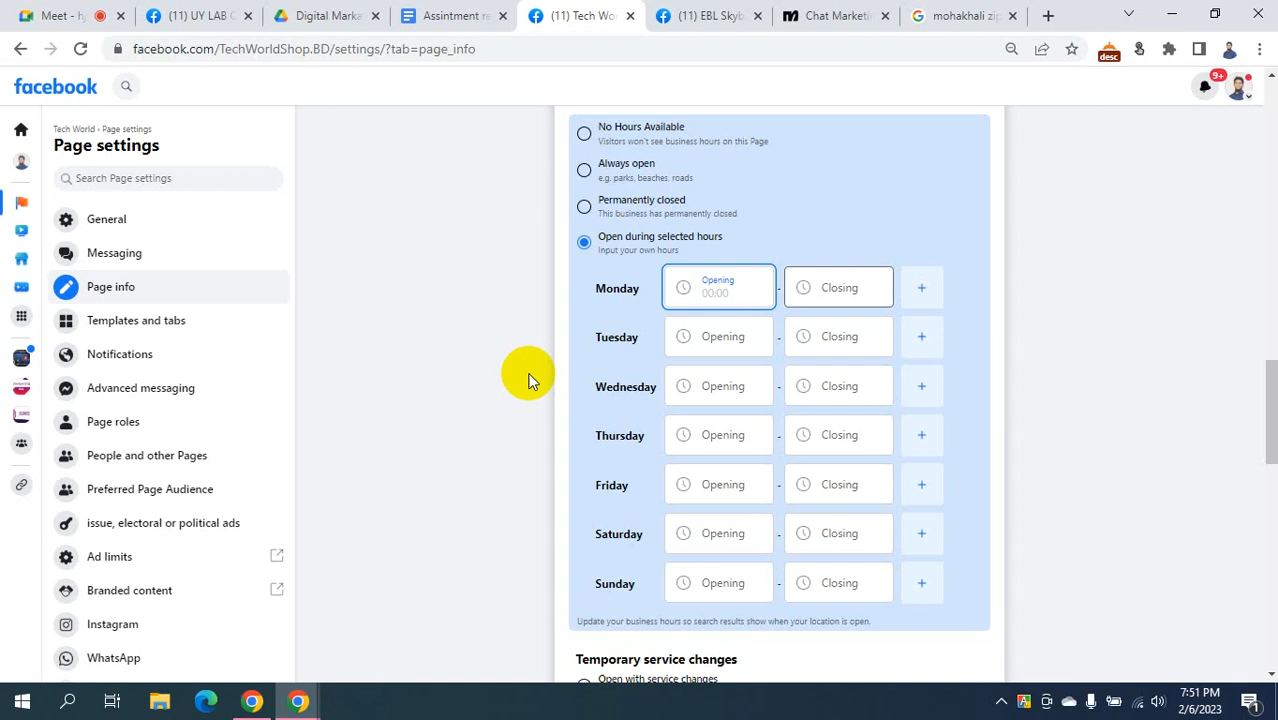 Meet - hj
(11) UY LAB C
Digital Marka
Assintment re
(11) Tech Wo
(11) EBL Skyb
Chat Marketi
mohakhali zip
facebook.com/TechWorldShop.BD/settings/?tab=page_info
desc
facebook
9+
Tech World › Page settings
Page settings
Search Page settings
General
Messaging
Page info
Templates and tabs
Notifications
Advanced messaging
Page roles
People and other Pages
Preferred Page Audience
issue, electoral or political ads
Ad limits
Branded content
Instagram
WhatsApp
No Hours Available
Visitors won't see business hours on this Page
Always open
e.g. parks, beaches, roads
Permanently closed
This business has permanently closed.
Open during selected hours
Input your own hours
Monday Opening 00:00 - Closing +
Tuesday Opening - Closing +
Wednesday Opening - Closing +
Thursday Opening - Closing +
Friday Opening - Closing +
Saturday Opening - Closing +
Sunday Opening - Closing +
Update your business hours so search results show when your location is open.
Temporary service changes
Open with service changes
7:51 PM
2/6/2023